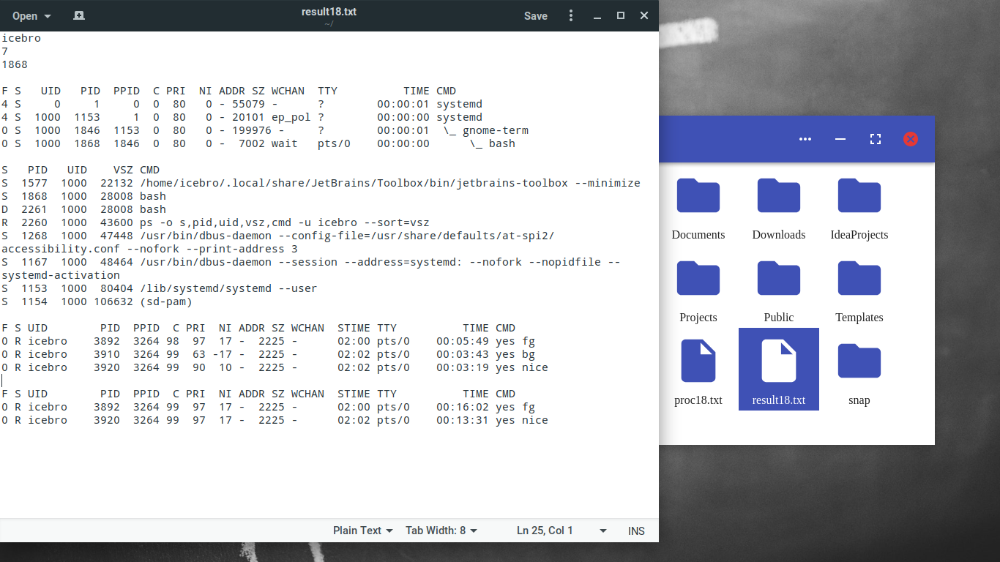 Open
result18.txt
~/
Save
icebro
7
1868
F S   UID   PID  PPID  C PRI  NI ADDR SZ WCHAN  TTY          TIME CMD
4 S     0     1     0  0  80   0 - 55079 -      ?        00:00:01 systemd
4 S  1000  1153     1  0  80   0 - 20101 ep_pol ?        00:00:00 systemd
0 S  1000  1846  1153  0  80   0 - 199976 -     ?        00:00:01  \_ gnome-term
0 S  1000  1868  1846  0  80   0 -  7002 wait   pts/0    00:00:00      \_ bash
S   PID   UID    VSZ CMD
S  1577  1000  22132 /home/icebro/.local/share/JetBrains/Toolbox/bin/jetbrains-toolbox --minimize
S  1868  1000  28008 bash
D  2261  1000  28008 bash
R  2260  1000  43600 ps -o s,pid,uid,vsz,cmd -u icebro --sort=vsz
S  1268  1000  47448 /usr/bin/dbus-daemon --config-file=/usr/share/defaults/at-spi2/
accessibility.conf --nofork --print-address 3
S  1167  1000  48464 /usr/bin/dbus-daemon --session --address=systemd: --nofork --nopidfile --
systemd-activation
S  1153  1000  80404 /lib/systemd/systemd --user
S  1154  1000 106632 (sd-pam)
F S UID        PID  PPID  C PRI  NI ADDR SZ WCHAN  STIME TTY          TIME CMD
0 R icebro    3892  3264 98  97  17 -  2225 -      02:00 pts/0    00:05:49 yes fg
0 R icebro    3910  3264 99  63 -17 -  2225 -      02:02 pts/0    00:03:43 yes bg
0 R icebro    3920  3264 99  90  10 -  2225 -      02:02 pts/0    00:03:19 yes nice
F S UID        PID  PPID  C PRI  NI ADDR SZ WCHAN  STIME TTY          TIME CMD
0 R icebro    3892  3264 99  97  17 -  2225 -      02:00 pts/0    00:16:02 yes fg
0 R icebro    3920  3264 99  97  17 -  2225 -      02:02 pts/0    00:13:31 yes nice
Plain Text
Tab Width: 8
Ln 25, Col 1
INS
Documents
Downloads
IdeaProjects
Projects
Public
Templates
proc18.txt
result18.txt
snap